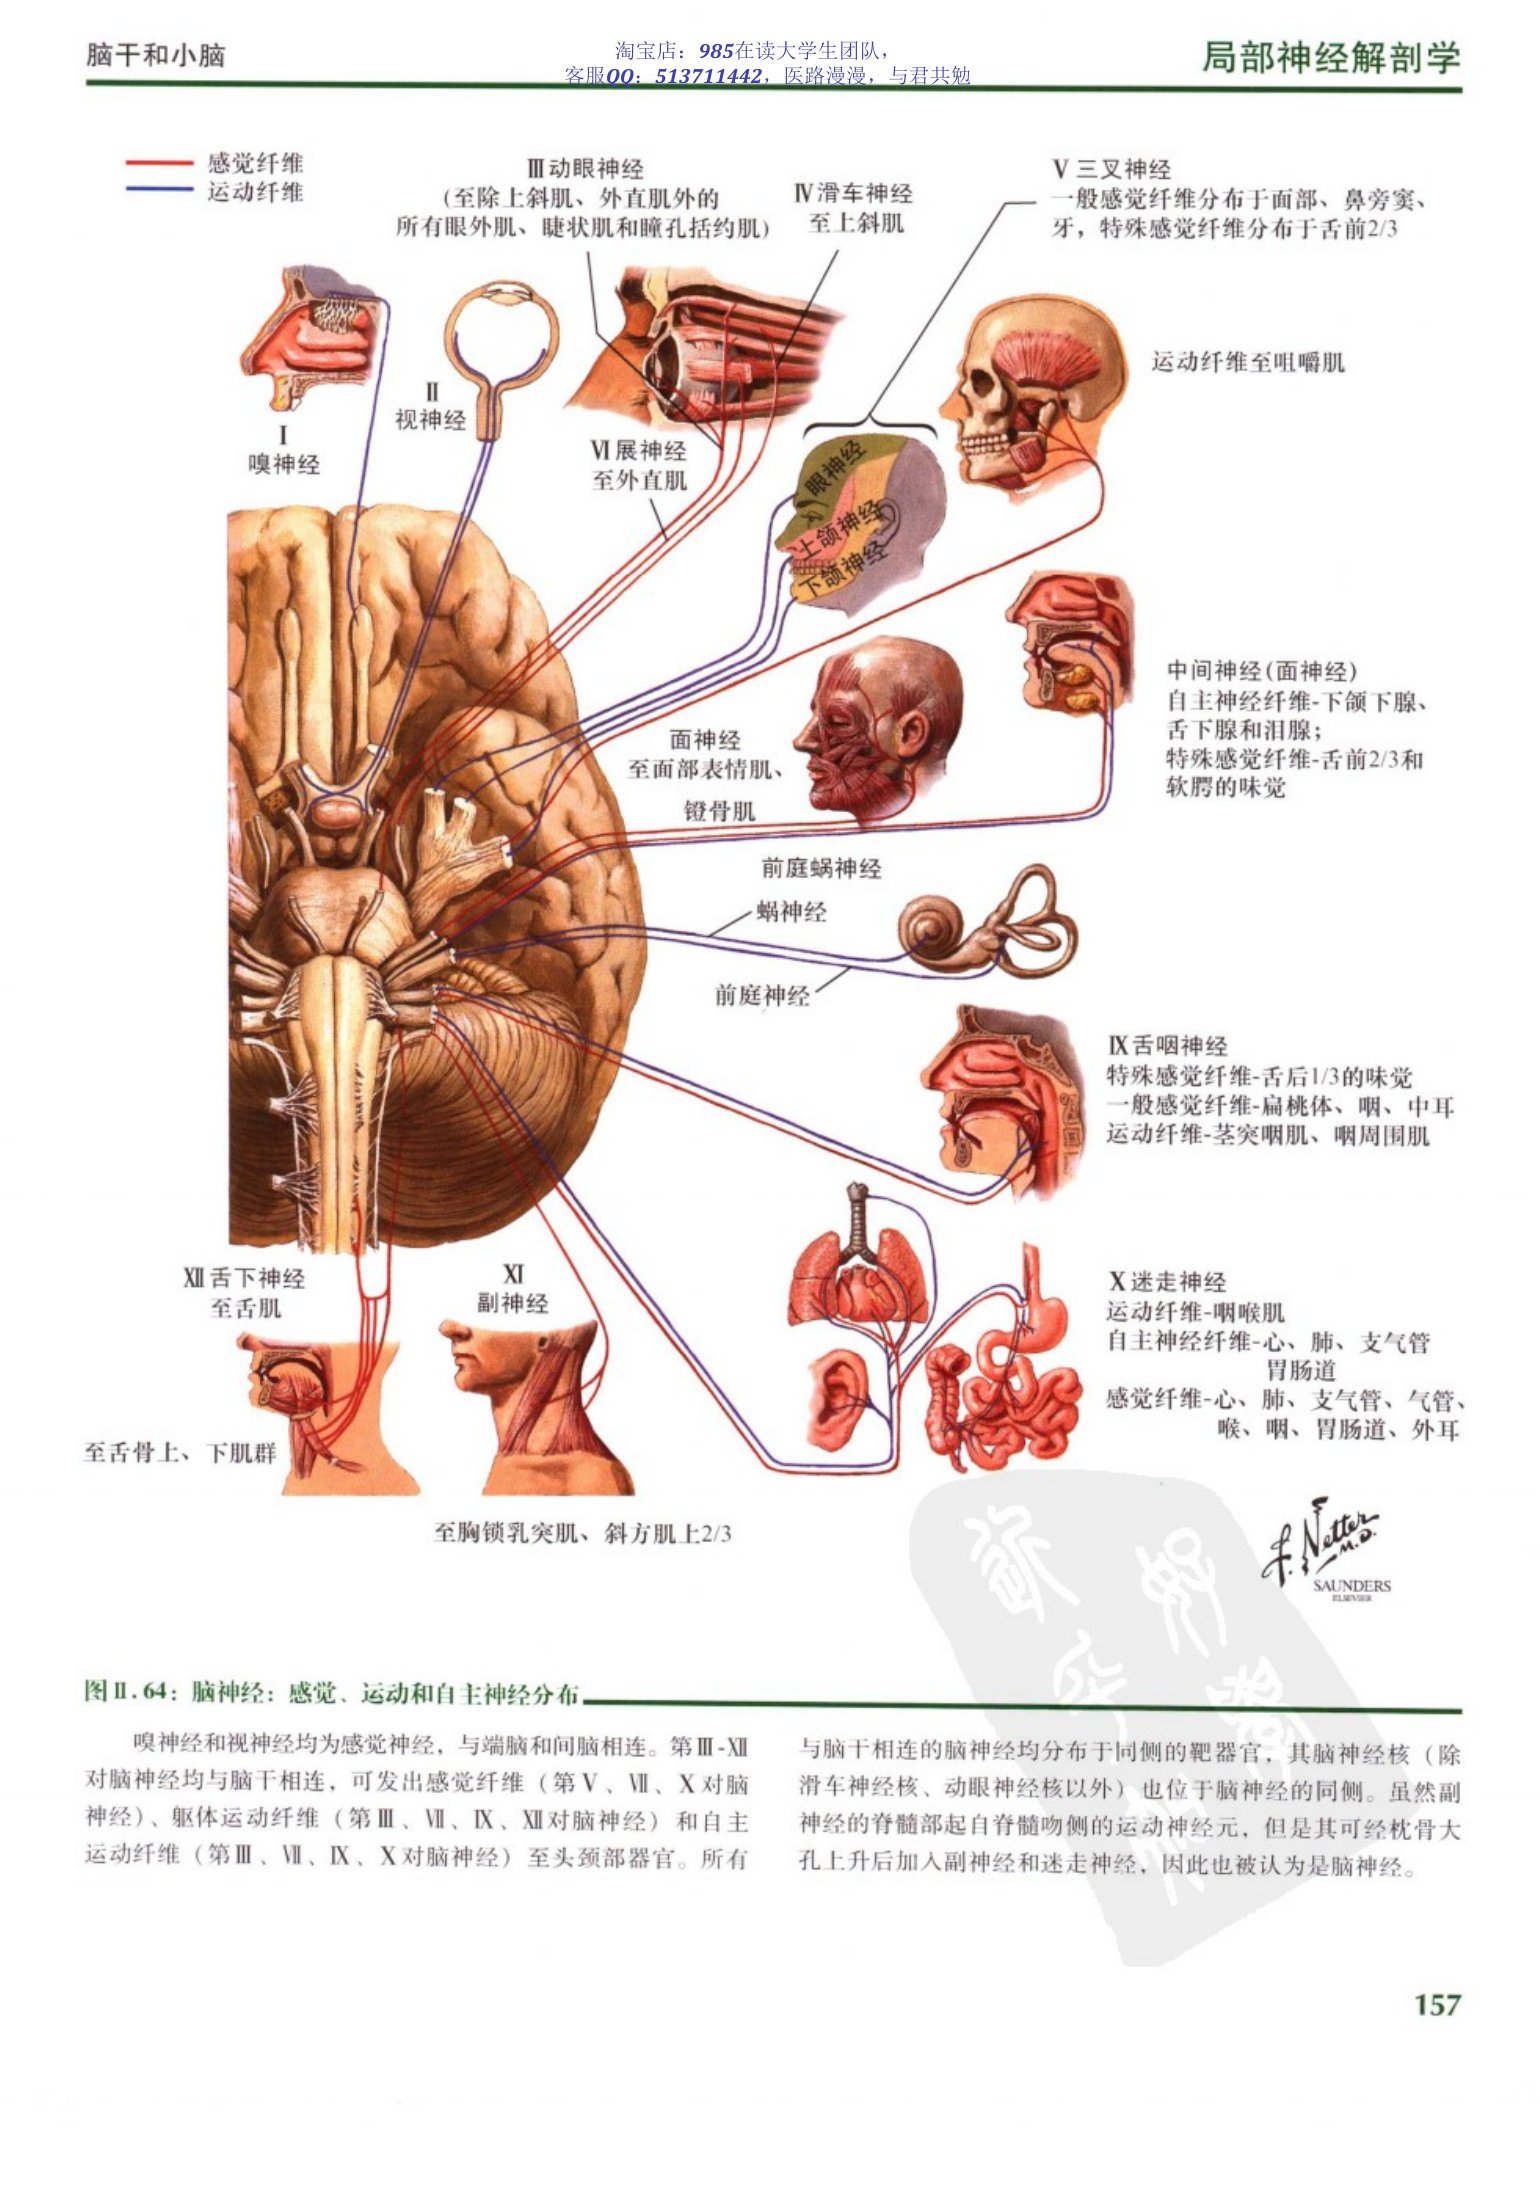 脑干和小脑
淘宝店：985在读大学生团队，
客服QQ：513711442，医路漫漫，与君共勉
局部神经解剖学
感觉纤维
运动纤维
Ⅲ动眼神经
(至除上斜肌、外直肌外的
所有眼外肌、睫状肌和瞳孔括约肌)
Ⅳ滑车神经
至上斜肌
Ⅴ三叉神经
一般感觉纤维分布于面部、鼻旁窦、
牙，特殊感觉纤维分布于舌前2/3
运动纤维至咀嚼肌
Ⅰ
嗅神经
Ⅱ
视神经
Ⅵ展神经
至外直肌
眼神经
上颌神经
下颌神经
中间神经(面神经)
自主神经纤维-下颌下腺、
舌下腺和泪腺；
特殊感觉纤维-舌前2/3和
软腭的味觉
面神经
至面部表情肌、
镫骨肌
前庭蜗神经
蜗神经
前庭神经
Ⅸ舌咽神经
特殊感觉纤维-舌后1/3的味觉
一般感觉纤维-扁桃体、咽、中耳
运动纤维-茎突咽肌、咽周围肌
Ⅹ迷走神经
运动纤维-咽喉肌
自主神经纤维-心、肺、支气管
胃肠道
感觉纤维-心、肺、支气管、气管、
喉、咽、胃肠道、外耳
Ⅻ舌下神经
至舌肌
至舌骨上、下肌群
Ⅺ
副神经
至胸锁乳突肌、斜方肌上2/3
F. Netter
M.D.
SAUNDERS
ELSEVIER
图Ⅱ.64：脑神经：感觉、运动和自主神经分布
嗅神经和视神经均为感觉神经，与端脑和间脑相连。第Ⅲ-Ⅻ
对脑神经均与脑干相连，可发出感觉纤维（第Ⅴ、Ⅶ、Ⅹ对脑
神经）、躯体运动纤维（第Ⅲ、Ⅶ、Ⅸ、Ⅻ对脑神经）和自主
运动纤维（第Ⅲ、Ⅶ、Ⅸ、Ⅹ对脑神经）至头颈部器官。所有
与脑干相连的脑神经均分布于同侧的靶器官，其脑神经核（除
滑车神经核、动眼神经核以外）也位于脑神经的同侧。虽然副
神经的脊髓部起自脊髓吻侧的运动神经元，但是其可经枕骨大
孔上升后加入副神经和迷走神经，因此也被认为是脑神经。
157